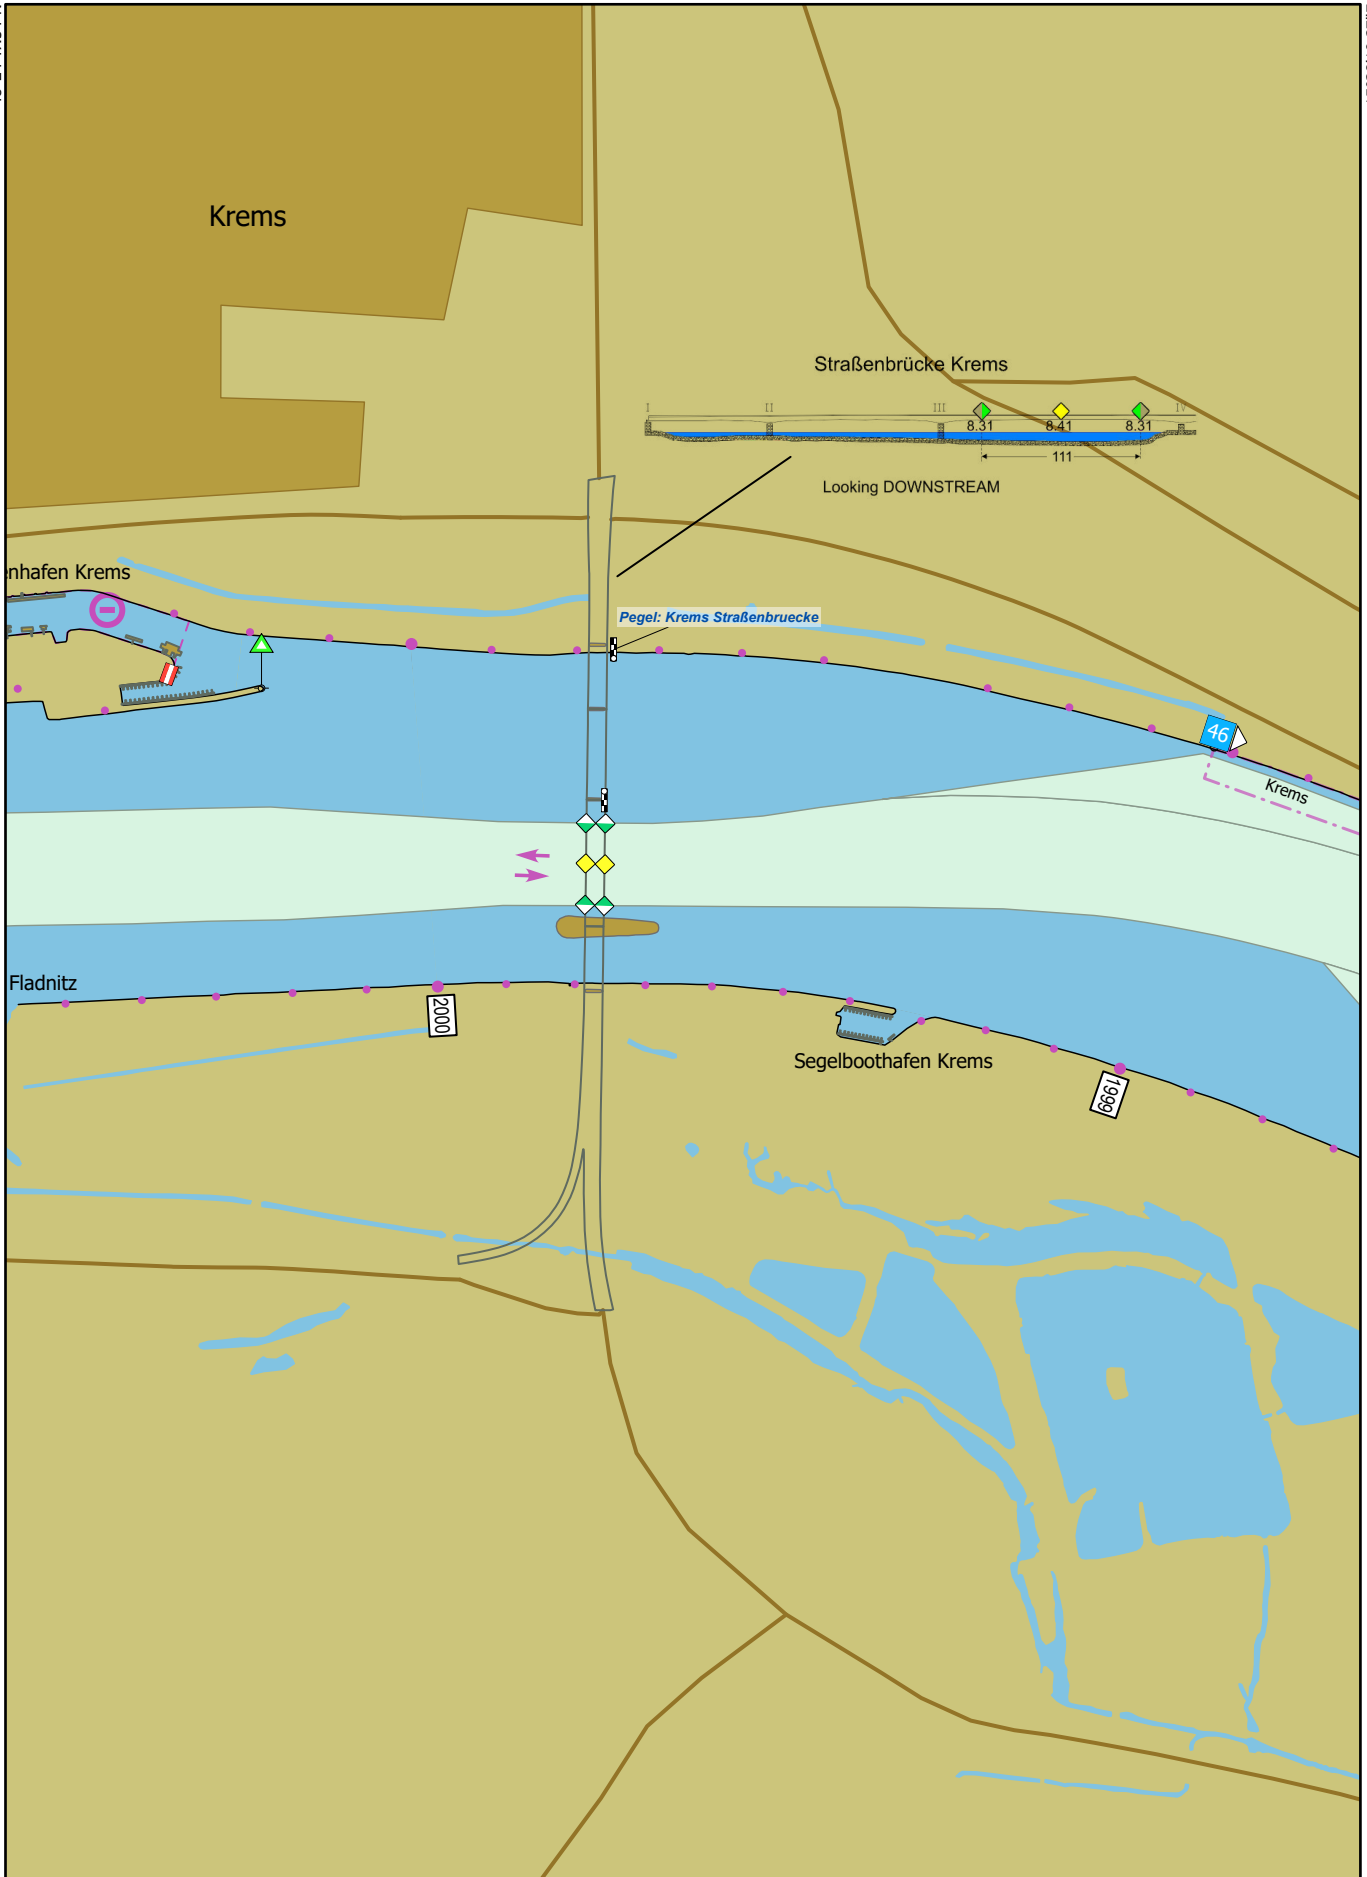 Krems
Straßenbrücke Krems
I II III IV
8.31 8.41 8.31
111
Looking DOWNSTREAM
enhafen Krems
Pegel: Krems Straßenbruecke
46
Krems
Fladnitz
2000
Segelboothafen Krems
1999